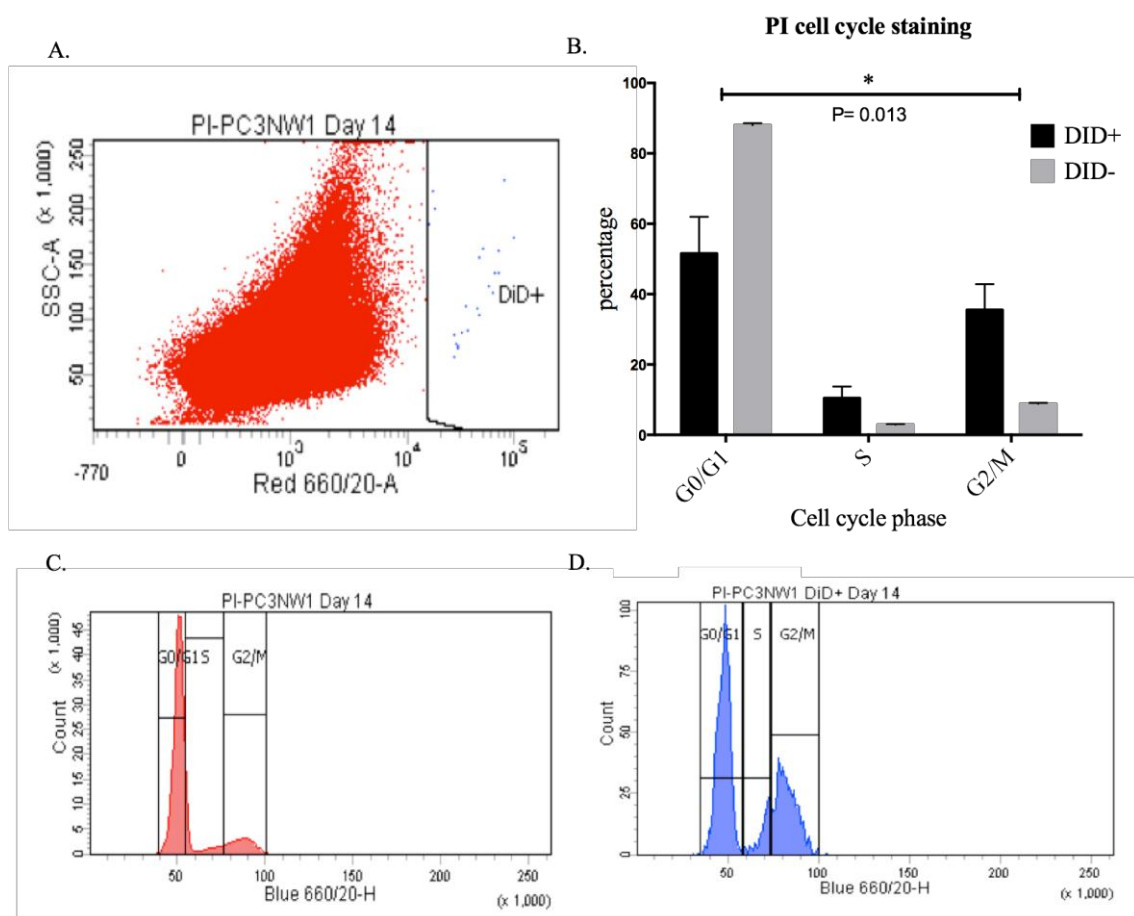 A.
PI-PC3NW1 Day 14
SSC-A (x 1,000)
250
200
150
100
50
DiD+
-770
0
10³
10⁴
10⁵
Red 660/20-A
B.
PI cell cycle staining
*
P= 0.013
DID+
DID-
percentage
100
80
60
40
20
0
G0/G1
S
G2/M
Cell cycle phase
C.
PI-PC3NW1 Day 14
Count (x 1,000)
45
40
35
30
25
20
15
10
5
0
G0/G1 S G2/M
50 100 150 200 250
Blue 660/20-H (x 1,000)
D.
PI-PC3NW1 DiD+ Day 14
Count
100
75
50
25
0
G0/G1 S G2/M
50 100 150 200 250
Blue 660/20-H (x 1,000)